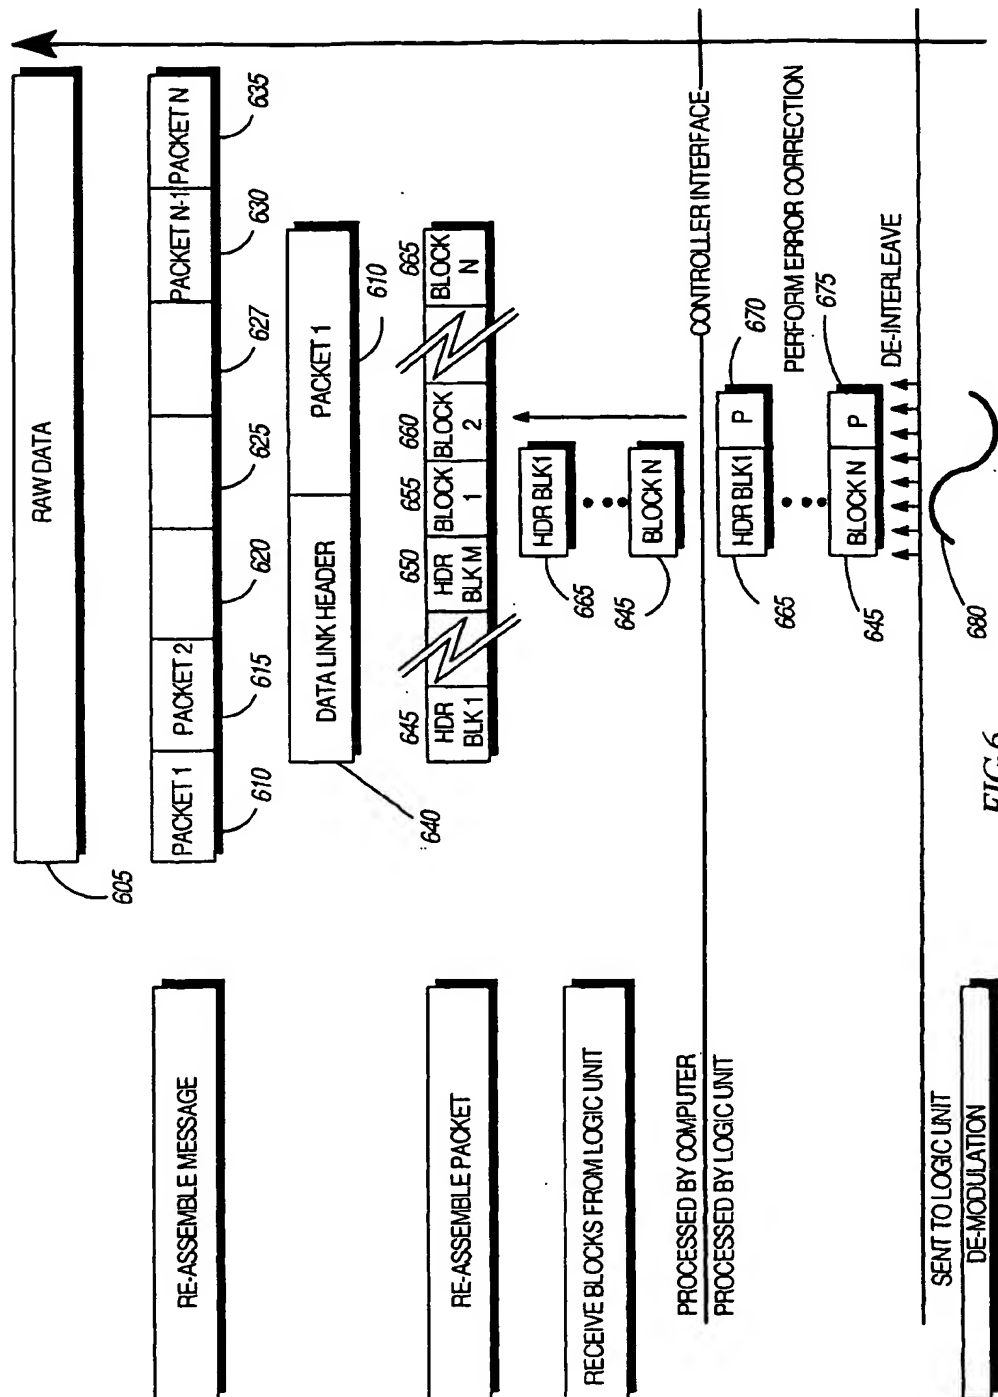 RAW DATA
605
PACKET 1
PACKET 2
PACKET N-1
PACKET N
610
615
620
625
627
630
635
RE-ASSEMBLE MESSAGE
DATA LINK HEADER
PACKET 1
640
610
645
650
655
660
665
HDR BLK 1
HDR BLK M
BLOCK 1
BLOCK 2
BLOCK N
RE-ASSEMBLE PACKET
HDR BLK1
665
BLOCK N
645
RECEIVE BLOCKS FROM LOGIC UNIT
PROCESSED BY COMPUTER
CONTROLLER INTERFACE
PROCESSED BY LOGIC UNIT
HDR BLK1
P
665
670
PERFORM ERROR CORRECTION
BLOCK N
P
645
675
DE-INTERLEAVE
SENT TO LOGIC UNIT
DE-MODULATION
680
FIG.6